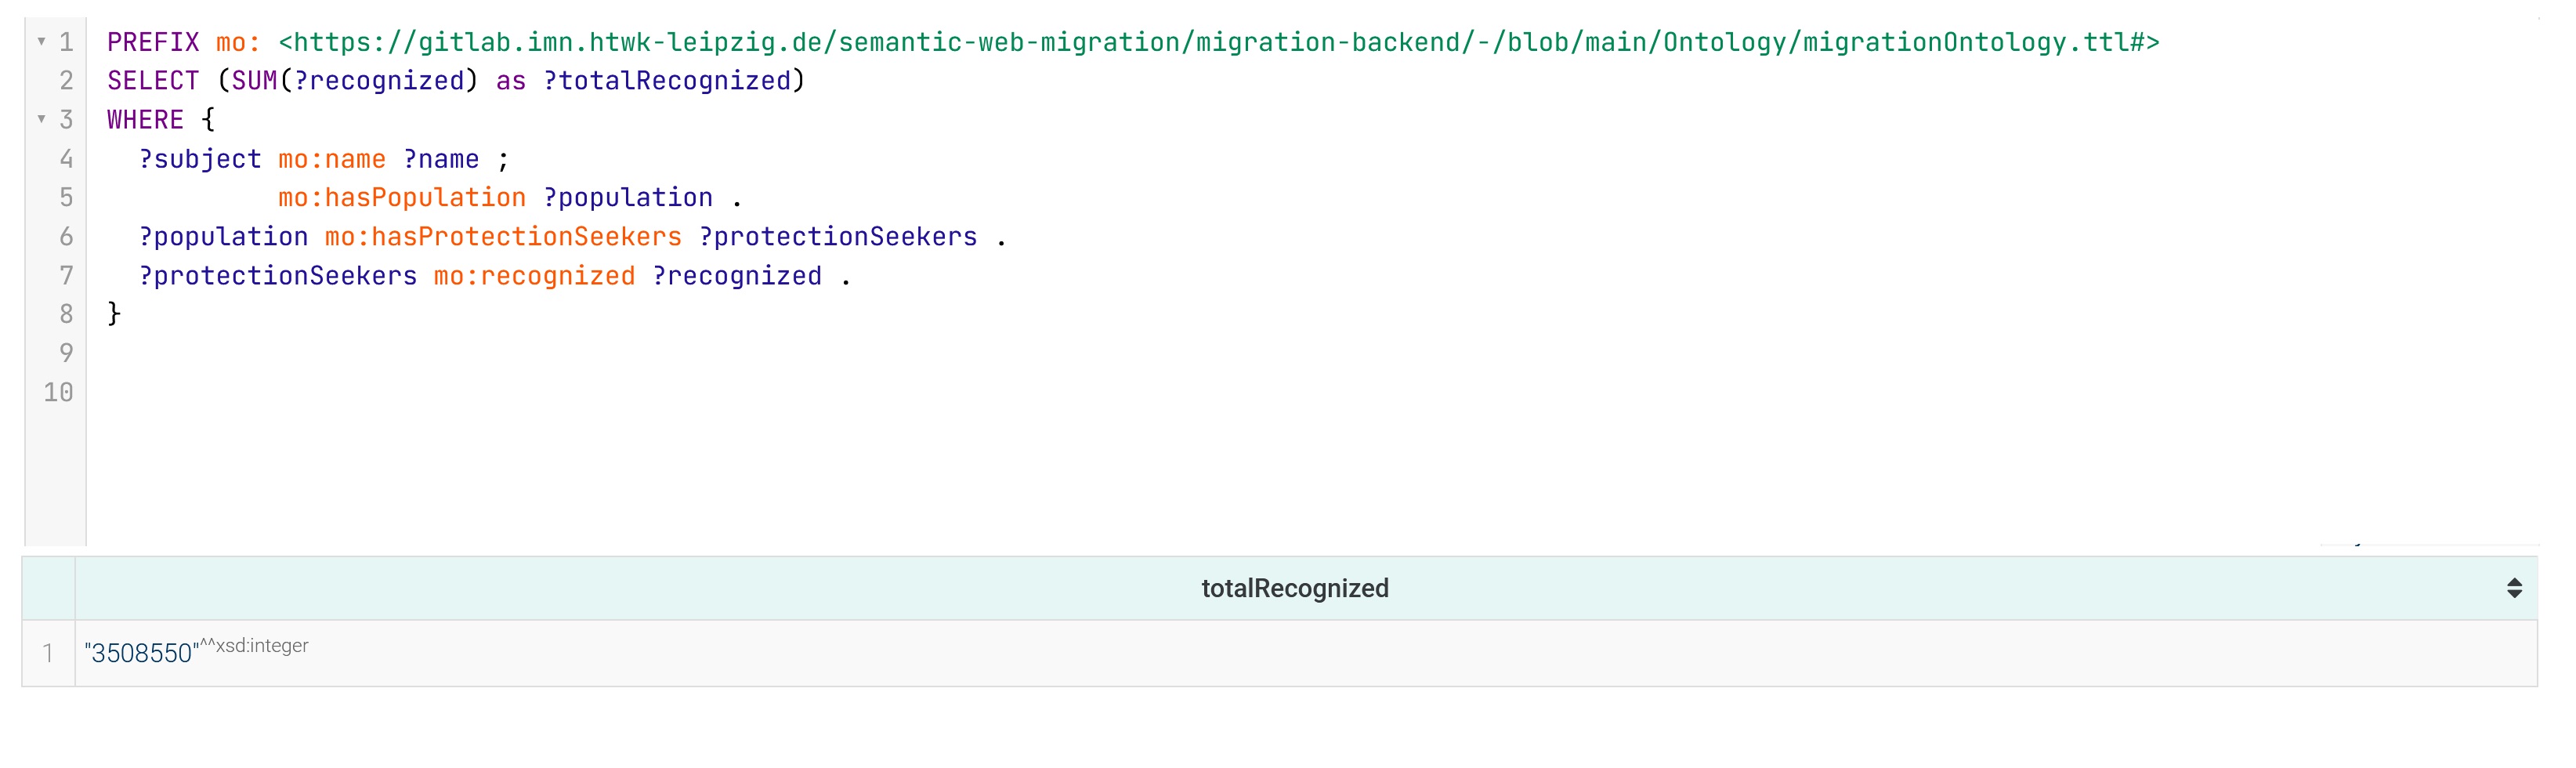 1 PREFIX mo: <https://gitlab.imn.htwk-leipzig.de/semantic-web-migration/migration-backend/-/blob/main/Ontology/migrationOntology.ttl#>
2 SELECT (SUM(?recognized) as ?totalRecognized)
3 WHERE {
4 ?subject mo:name ?name ;
5 mo:hasPopulation ?population .
6 ?population mo:hasProtectionSeekers ?protectionSeekers .
7 ?protectionSeekers mo:recognized ?recognized .
8 }
9
10
totalRecognized
1 "3508550"^^xsd:integer